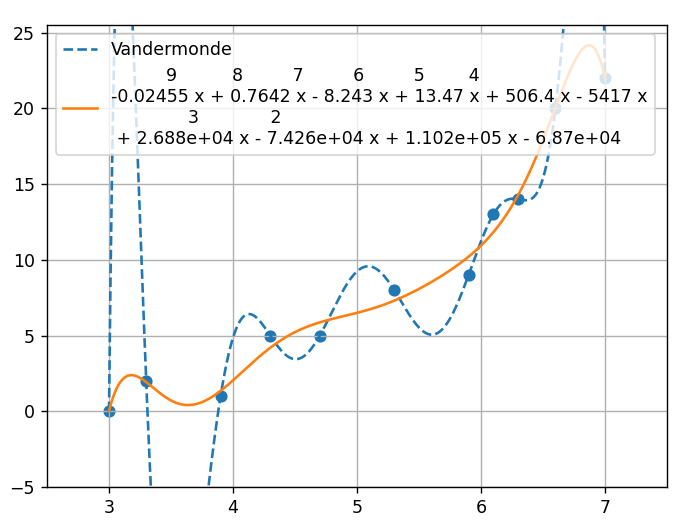 Vandermonde
9 8 7 6 5 4
-0.02455 x + 0.7642 x - 8.243 x + 13.47 x + 506.4 x - 5417 x
3 2
+ 2.688e+04 x - 7.426e+04 x + 1.102e+05 x - 6.87e+04
25
20
15
10
5
0
−5
3 4 5 6 7